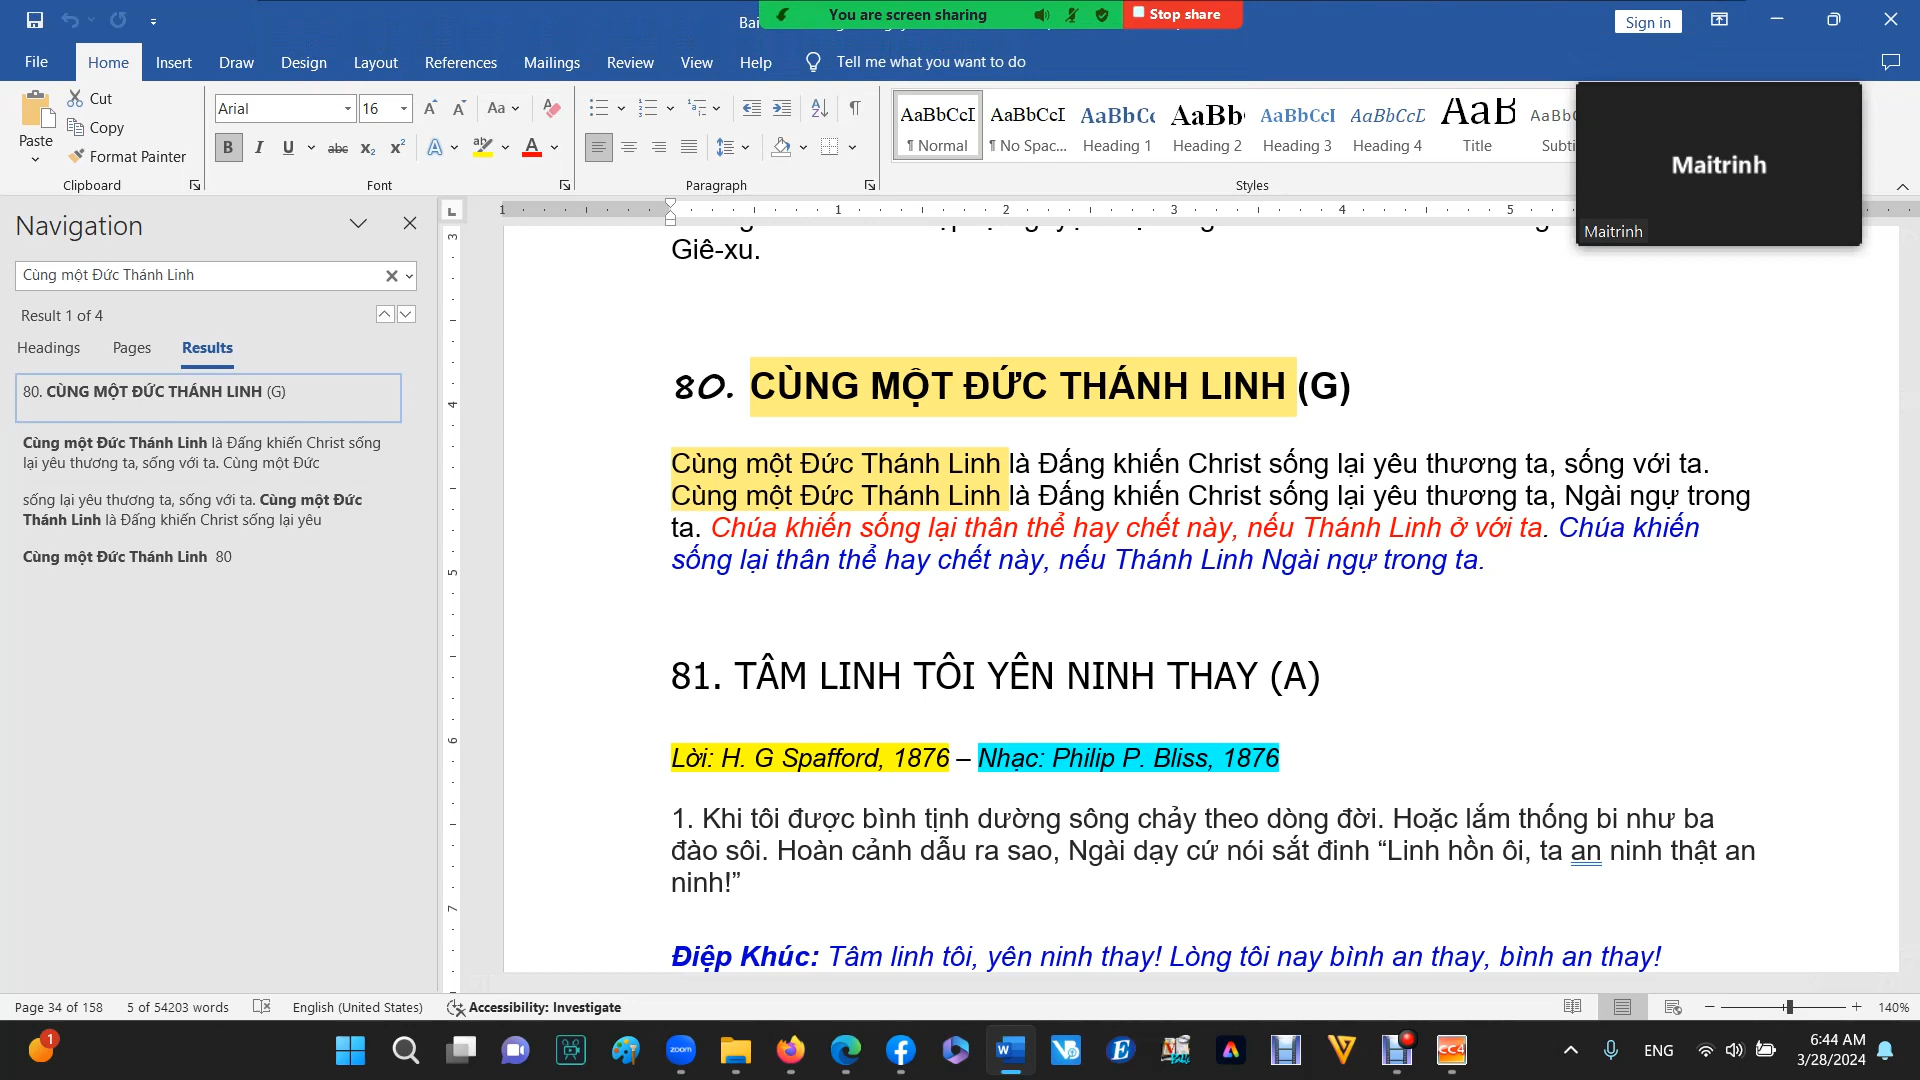 Bai
You are screen sharing
Stop share
Sign in
File
Home
Insert
Draw
Design
Layout
References
Mailings
Review
View
Help
Tell me what you want to do
Paste
Cut
Copy
Format Painter
Clipboard
Arial
16
Font
Paragraph
AaBbCcI
¶ Normal
AaBbCcI
¶ No Spac...
AaBbCc
Heading 1
AaBb
Heading 2
AaBbCcI
Heading 3
AaBbCcL
Heading 4
AaB
Title
AaBbC
Subti
Styles
Maitrinh
Maitrinh
Navigation
Cùng một Đức Thánh Linh
Result 1 of 4
Headings
Pages
Results
80. CÙNG MỘT ĐỨC THÁNH LINH (G)
Cùng một Đức Thánh Linh là Đấng khiến Christ sống
lại yêu thương ta, sống với ta. Cùng một Đức
sống lại yêu thương ta, sống với ta. Cùng một Đức
Thánh Linh là Đấng khiến Christ sống lại yêu
Cùng một Đức Thánh Linh 80
Giê-xu.
80. CÙNG MỘT ĐỨC THÁNH LINH (G)
Cùng một Đức Thánh Linh là Đấng khiến Christ sống lại yêu thương ta, sống với ta.
Cùng một Đức Thánh Linh là Đấng khiến Christ sống lại yêu thương ta, Ngài ngự trong
ta. Chúa khiến sống lại thân thể hay chết này, nếu Thánh Linh ở với ta. Chúa khiến
sống lại thân thể hay chết này, nếu Thánh Linh Ngài ngự trong ta.
81. TÂM LINH TÔI YÊN NINH THAY (A)
Lời: H. G Spafford, 1876 – Nhạc: Philip P. Bliss, 1876
1. Khi tôi được bình tịnh dường sông chảy theo dòng đời. Hoặc lắm thống bi như ba
đào sôi. Hoàn cảnh dẫu ra sao, Ngài dạy cứ nói sắt đinh “Linh hồn ôi, ta an ninh thật an
ninh!”
Điệp Khúc: Tâm linh tôi, yên ninh thay! Lòng tôi nay bình an thay, bình an thay!
Page 34 of 158
5 of 54203 words
English (United States)
Accessibility: Investigate
140%
1
zoom
CC4
ENG
6:44 AM
3/28/2024